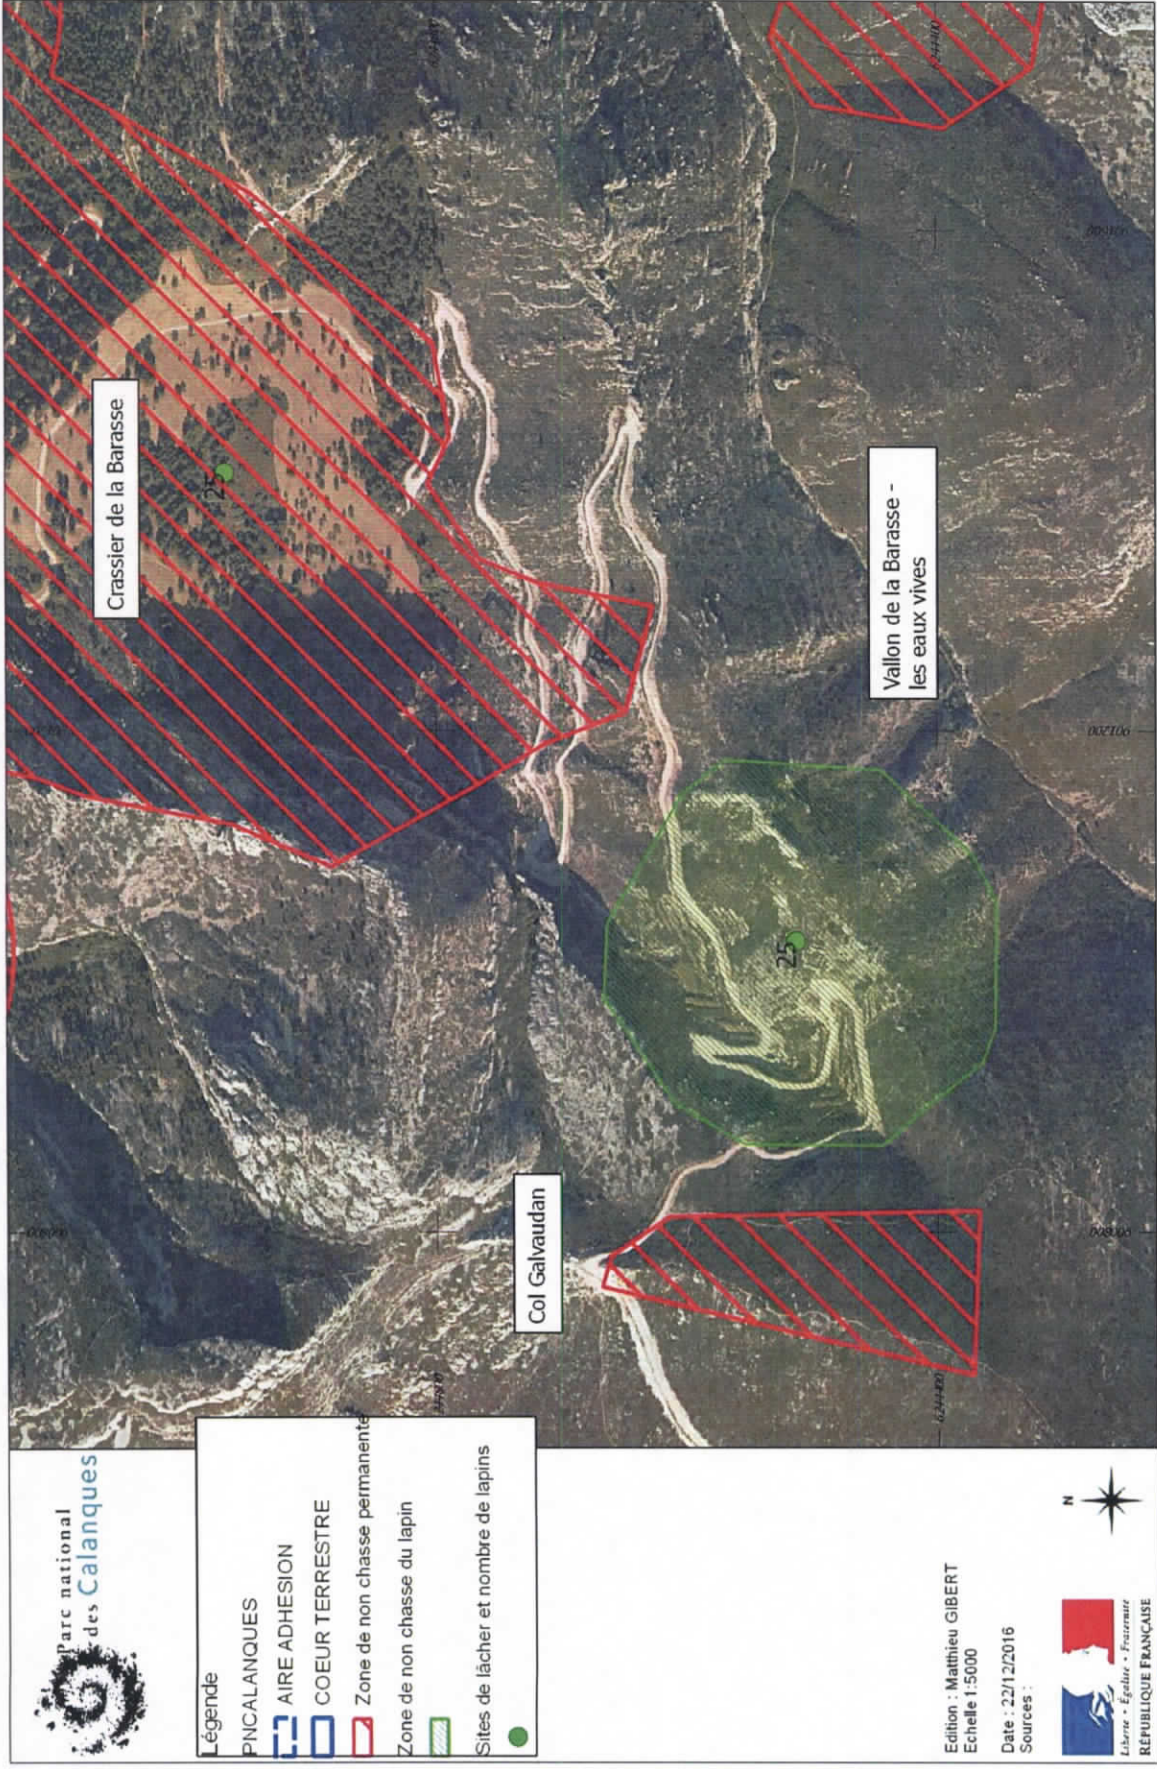 Parc national
des Calanques
Légende
PNCALANQUES
AIRE ADHESION
COEUR TERRESTRE
Zone de non chasse permanente
Zone de non chasse du lapin
Sites de lâcher et nombre de lapins
Edition : Matthieu GIBERT
Echelle 1:5000
Date : 22/12/2016
Sources :
Liberté • Égalité • Fraternité
RÉPUBLIQUE FRANÇAISE
N
Col Galvaudan
Crassier de la Barasse
Vallon de la Barasse -
les eaux vives
25
25
900800
901200
6244400